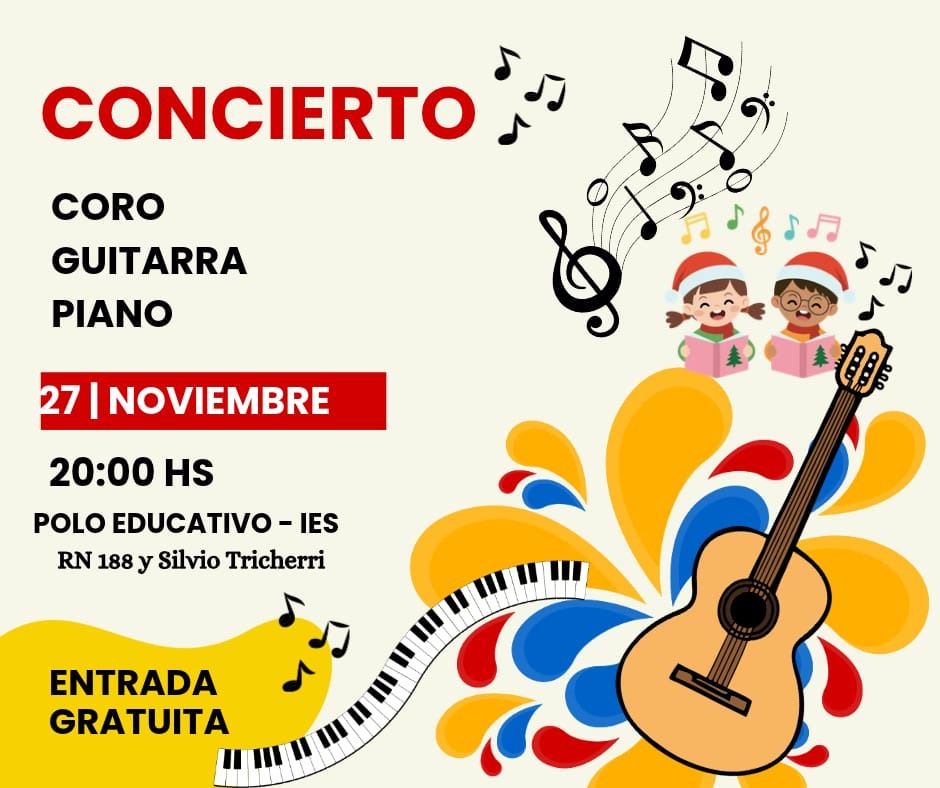 CONCIERTO
CORO
GUITARRA
PIANO
27 | NOVIEMBRE
20:00 HS
POLO EDUCATIVO - IES
RN 188 y Silvio Tricherri
ENTRADA
GRATUITA